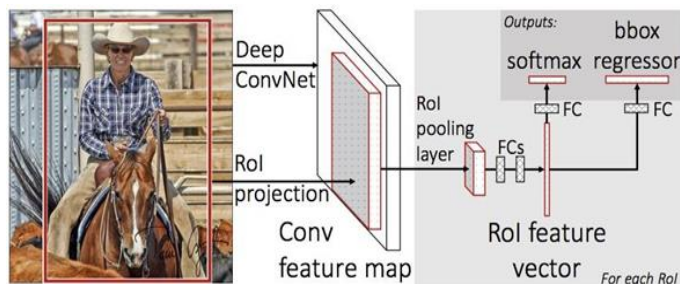 Deep
ConvNet
RoI
projection
Conv
feature map
RoI
pooling
layer
FCs
RoI feature
vector
Outputs:
softmax
bbox
regressor
FC
FC
For each RoI